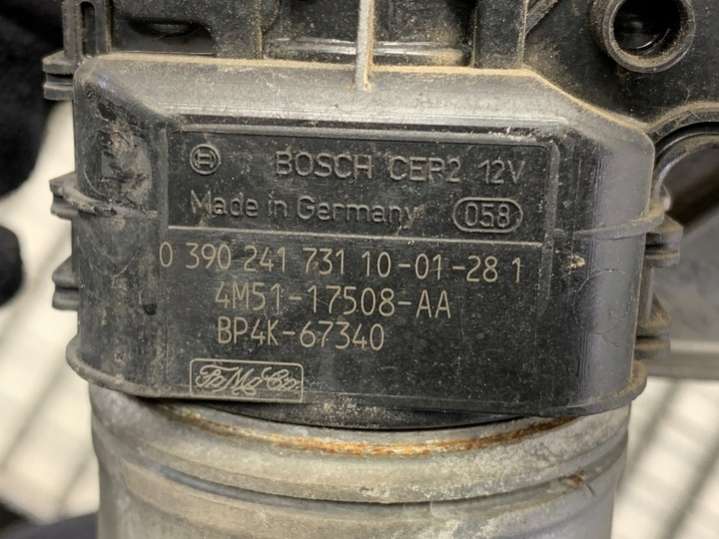 BOSCH CEP2 12V
Made in Germany 058
0 390 241 731 10-01-28 1
4M51-17508-AA
BP4K-67340
FoMoCo